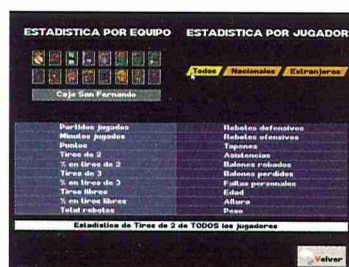 ESTADISTICA POR EQUIPO
ESTADISTICA POR JUGADOR
Todos Nacionales Extranjeros
Caja San Fernando
Partidos jugados
Minutos jugados
Puntos
Tiros de 2
% en tiros de 2
Tiros de 3
% en tiros de 3
Tiros libres
% en tiros libres
Total rebotes
Rebotes defensivos
Rebotes ofensivos
Tapones
Asistencias
Balones robados
Balones perdidos
Faltas personales
Edad
Altura
Peso
Estadistica de Tiros de 2 de TODOS los jugadores
Volver